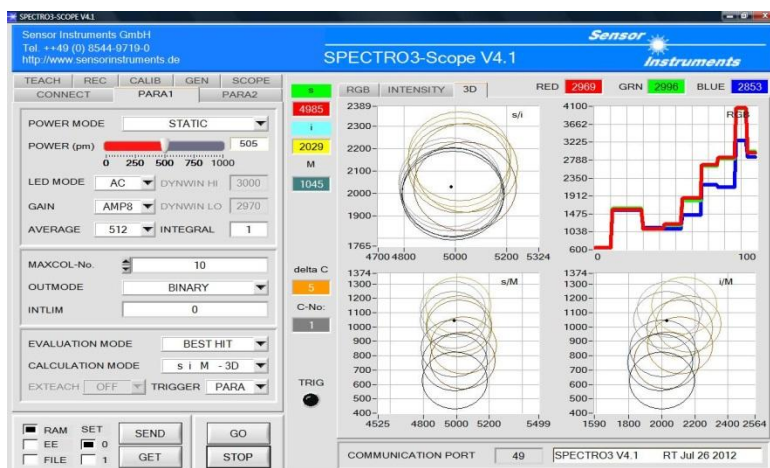 SPECTRO3-SCOPE V4.1
Sensor Instruments GmbH
Tel. ++49 (0) 8544-9719-0
http://www.sensorinstruments.de
SPECTRO3-Scope V4.1
Sensor
Instruments
TEACH REC CALIB GEN SCOPE
CONNECT PARA1 PARA2
POWER MODE STATIC
POWER (pm) 505
0 250 500 750 1000
LED MODE AC DYNWIN HI 3000
GAIN AMP8 DYNWIN LO 2970
AVERAGE 512 INTEGRAL 1
MAXCOL-No. 10
OUTMODE BINARY
INTLIM 0
EVALUATION MODE BEST HIT
CALCULATION MODE s i M - 3D
EXTEACH OFF TRIGGER PARA
RAM SET SEND GO
EE 0
FILE 1 GET STOP
s
4985
i
2029
M
1045
delta C
5
C-No:
1
TRIG
RGB INTENSITY 3D RED 2969 GRN 2996 BLUE 2853
s/i
2389
2300
2200
2100
2000
1900
1765
4700 4800 5000 5200 5324
RGB
4100
3662
3225
2788
2350
1912
1475
1038
600
0 100
s/M
1374
1300
1200
1100
1000
900
800
700
600
500
400
4525 4800 5000 5200 5499
i/M
1374
1300
1200
1100
1000
900
800
700
600
500
400
1590 1800 2000 2200 2400 2564
COMMUNICATION PORT 49 SPECTRO3 V4.1 RT Jul 26 2012